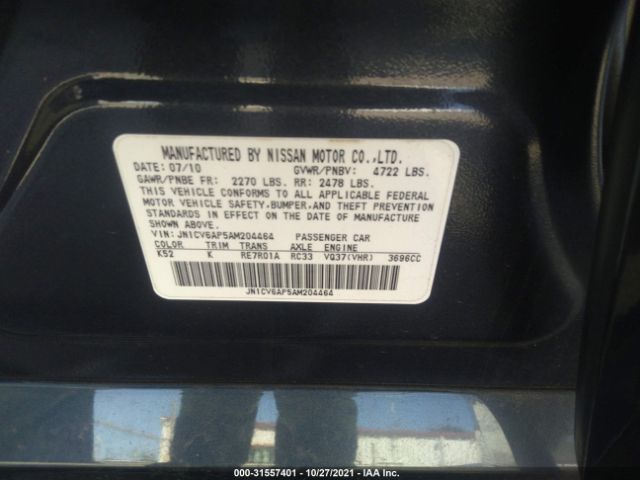 MANUFACTURED BY NISSAN MOTOR CO.,LTD.
DATE: 07/10 GVWR/PNBV: 4722 LBS.
GAWR/PNBE FR: 2270 LBS. RR: 2478 LBS.
THIS VEHICLE CONFORMS TO ALL APPLICABLE FEDERAL
MOTOR VEHICLE SAFETY,BUMPER,AND THEFT PREVENTION
STANDARDS IN EFFECT ON THE DATE OF MANUFACTURE
SHOWN ABOVE.
VIN: JN1CV6AP5AM204464 PASSENGER CAR
COLOR TRIM TRANS AXLE ENGINE
K52 K RE7R01A RC33 VQ37(VHR) 3696CC
JN1CV6AP5AM204464
000-31557401 - 10/27/2021 - IAA Inc.